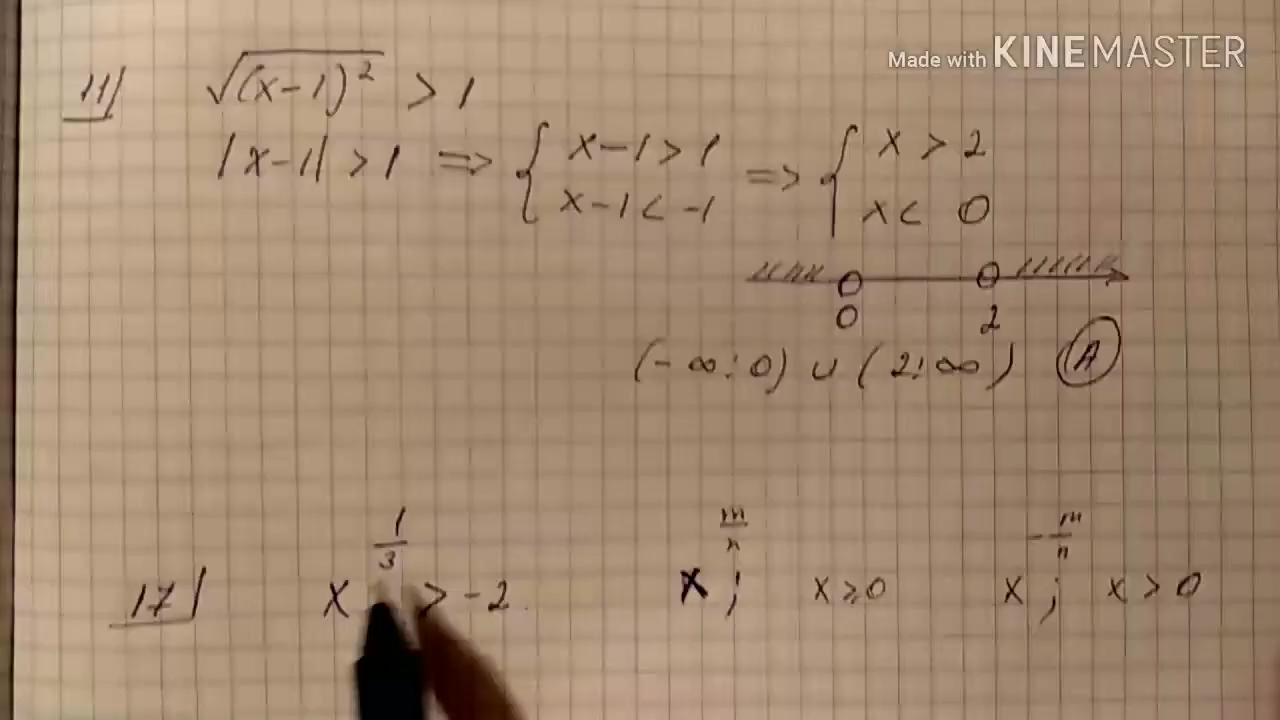 Made with KINEMASTER
11) √(x-1)² > 1
|x-1| > 1 => { x-1 > 1 => { x > 2
x-1 < -1 x < 0
0 2
(-∞; 0) ∪ (2; ∞) A
17) x^(1/3) > -2. x^(m/n); x ≥ 0 x^(-m/n); x > 0